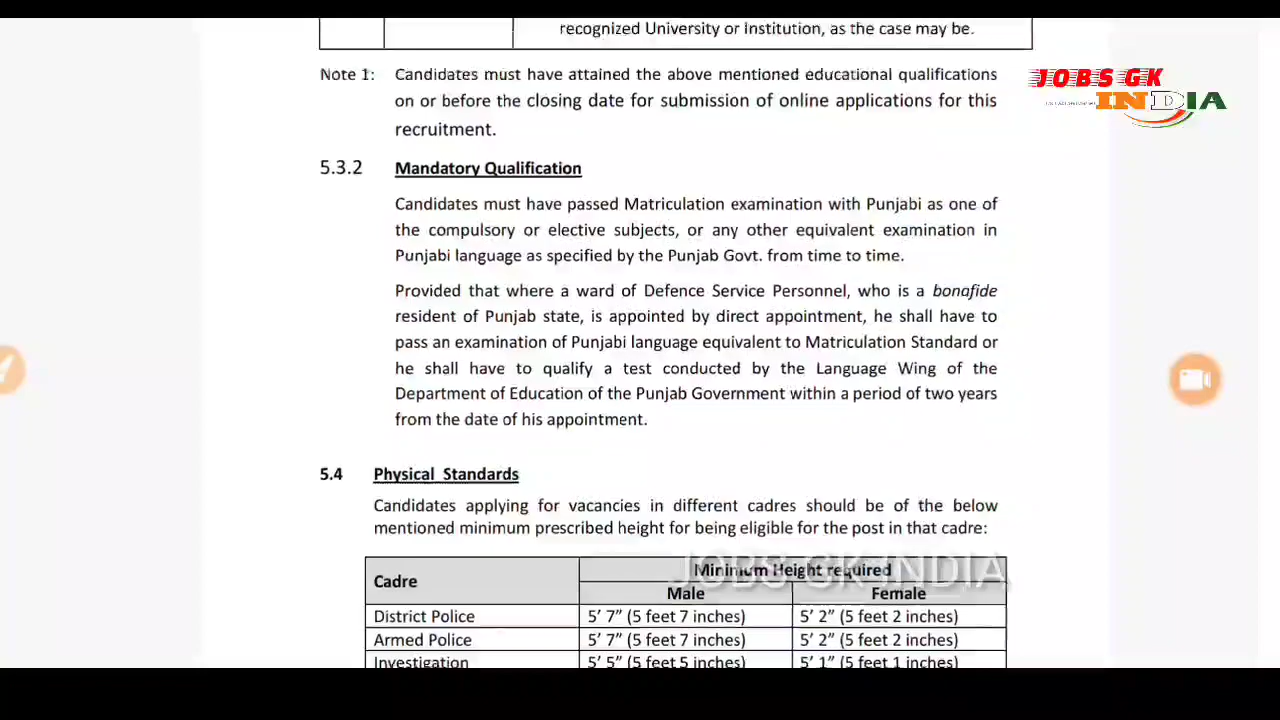 recognized University or Institution, as the case may be.
JOBS GK
INDIA
Note 1: Candidates must have attained the above mentioned educational qualifications
on or before the closing date for submission of online applications for this
recruitment.
5.3.2 Mandatory Qualification
Candidates must have passed Matriculation examination with Punjabi as one of
the compulsory or elective subjects, or any other equivalent examination in
Punjabi language as specified by the Punjab Govt. from time to time.
Provided that where a ward of Defence Service Personnel, who is a bonafide
resident of Punjab state, is appointed by direct appointment, he shall have to
pass an examination of Punjabi language equivalent to Matriculation Standard or
he shall have to qualify a test conducted by the Language Wing of the
Department of Education of the Punjab Government within a period of two years
from the date of his appointment.
5.4 Physical Standards
Candidates applying for vacancies in different cadres should be of the below
mentioned minimum prescribed height for being eligible for the post in that cadre:
JOBS GK INDIA
Cadre Minimum Height required
Male Female
District Police 5’ 7” (5 feet 7 inches) 5’ 2” (5 feet 2 inches)
Armed Police 5’ 7” (5 feet 7 inches) 5’ 2” (5 feet 2 inches)
Investigation 5’ 5” (5 feet 5 inches) 5’ 1” (5 feet 1 inches)